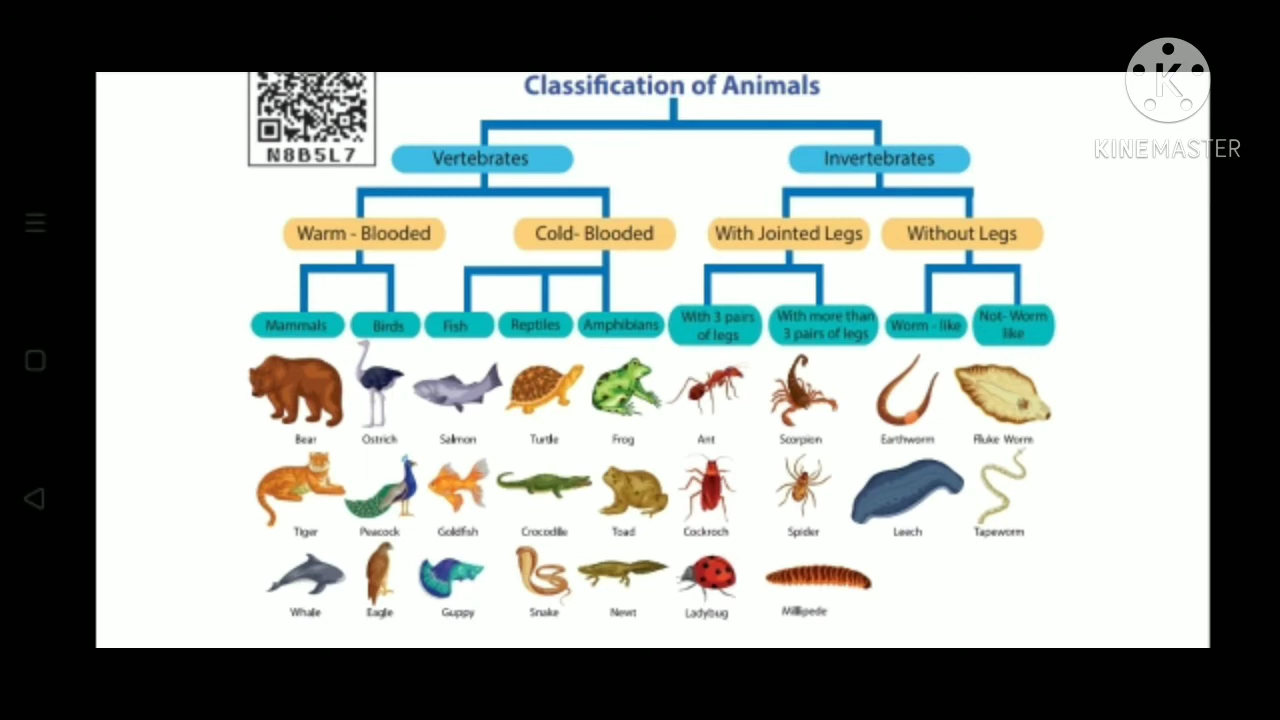 Classification of Animals
K
KINEMASTER
N8B5L7
Vertebrates
Invertebrates
Warm - Blooded
Cold- Blooded
With Jointed Legs
Without Legs
Mammals
Birds
Fish
Reptiles
Amphibians
With 3 pairs
of legs
With more than
3 pairs of legs
Worm - like
Not- Worm
like
Bear
Ostrich
Salmon
Turtle
Frog
Ant
Scorpion
Earthworm
Fluke Worm
Tiger
Peacock
Goldfish
Crocodile
Toad
Cockroch
Spider
Leech
Tapeworm
Whale
Eagle
Guppy
Snake
Newt
Ladybug
Millipede